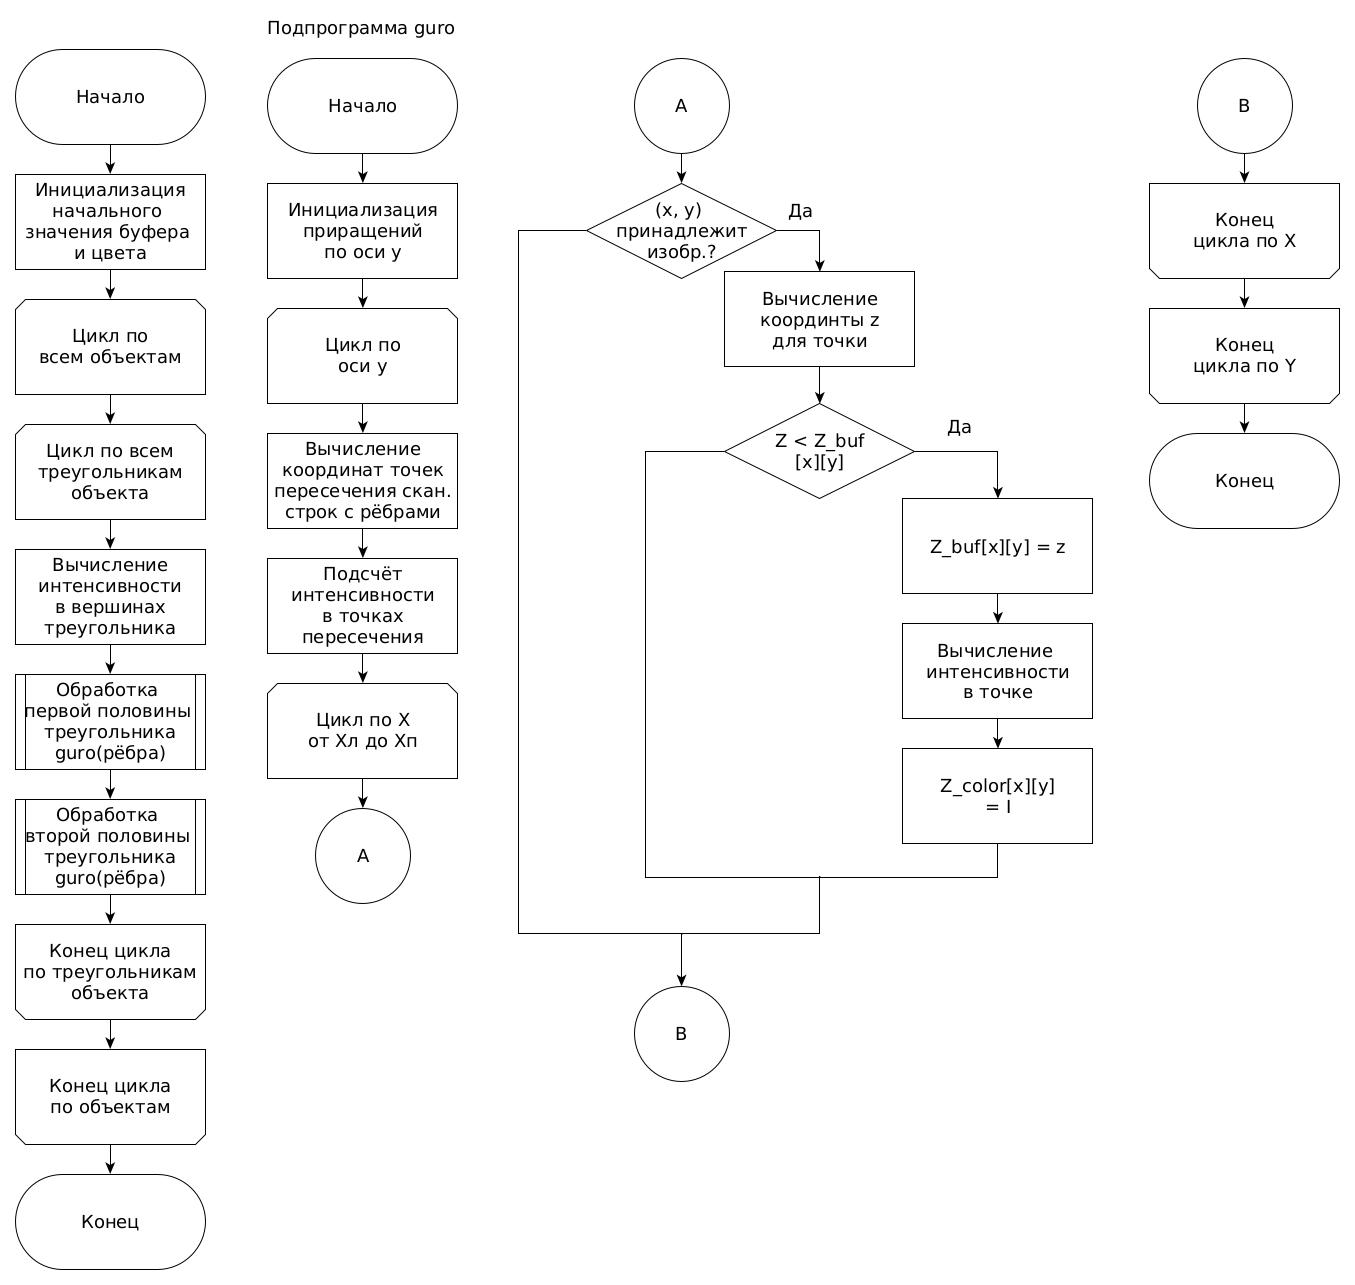 Начало
Инициализация
начального
значения буфера
и цвета
Цикл по
всем объектам
Цикл по всем
треугольникам
объекта
Вычисление
интенсивности
в вершинах
треугольника
Обработка
первой половины
треугольника
guro(рёбра)
Обработка
второй половины
треугольника
guro(рёбра)
Конец цикла
по треугольникам
объекта
Конец цикла
по объектам
Конец
Подпрограмма guro
Начало
Инициализация
приращений
по оси y
Цикл по
оси y
Вычисление
координат точек
пересечения скан.
строк с рёбрами
Подсчёт
интенсивности
в точках
пересечения
Цикл по X
от Xл до Xп
A
A
(x, y)
принадлежит
изобр.?
Да
Вычисление
координты z
для точки
Z < Z_buf
[x][y]
Да
Z_buf[x][y] = z
Вычисление
интенсивности
в точке
Z_color[x][y]
= I
B
B
Конец
цикла по X
Конец
цикла по Y
Конец